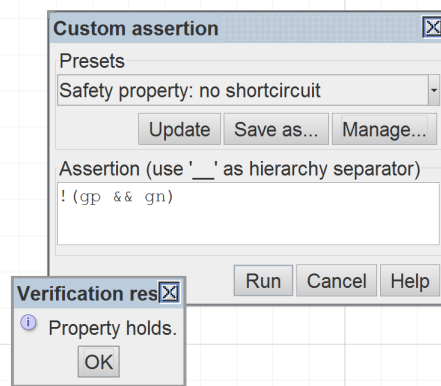 Custom assertion
Presets
Safety property: no shortcircuit
Update Save as... Manage...
Assertion (use '__' as hierarchy separator)
!(gp && gn)
Run Cancel Help
Verification res
Property holds.
OK